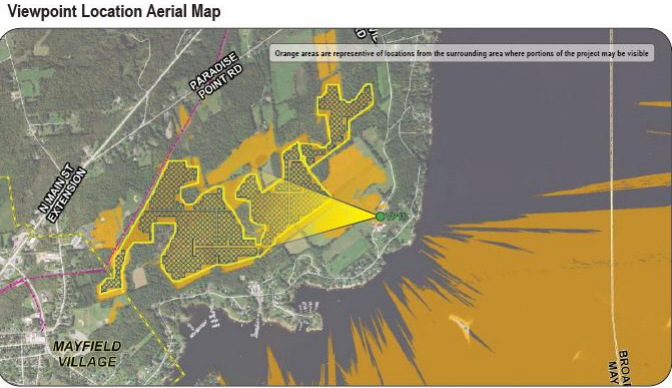 Viewpoint Location Aerial Map
Orange areas are representive of locations from the surrounding area where portions of the project may be visible
PARADISE
POINT RD
N MAIN ST
EXTENSION
MAYFIELD
VILLAGE
BROAD
MAY